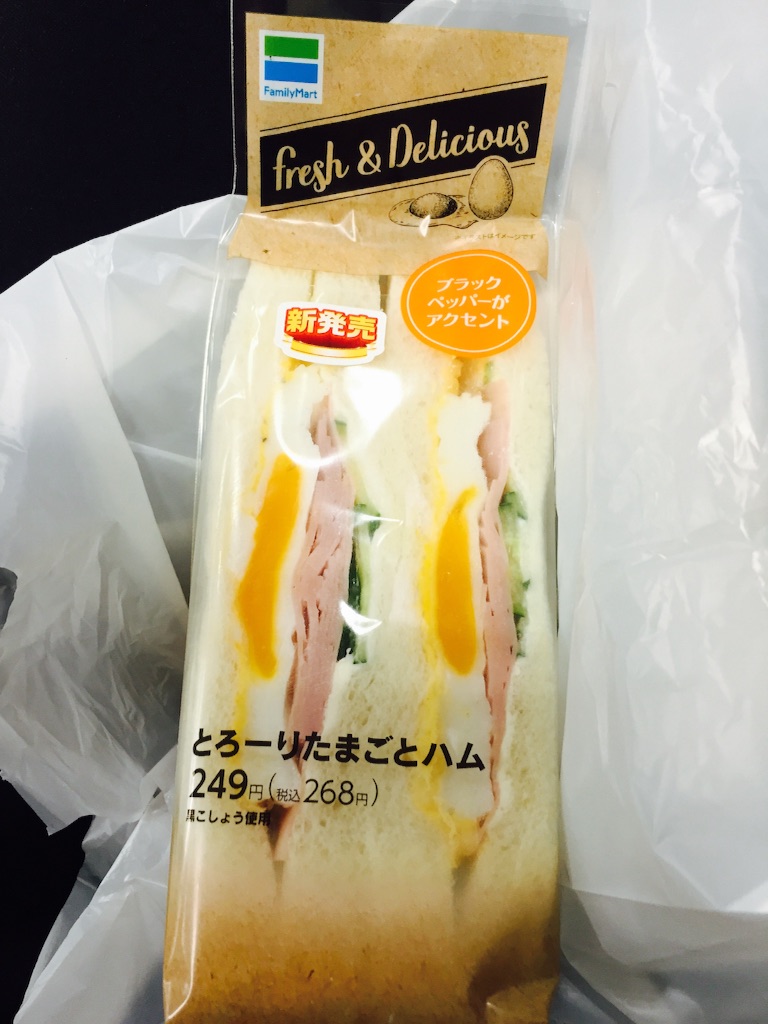 FamilyMart
fresh & Delicious
ブラック
ペッパーが
アクセント
新発売
とろーりたまごとハム
249円(税込268円)
黒こしょう使用